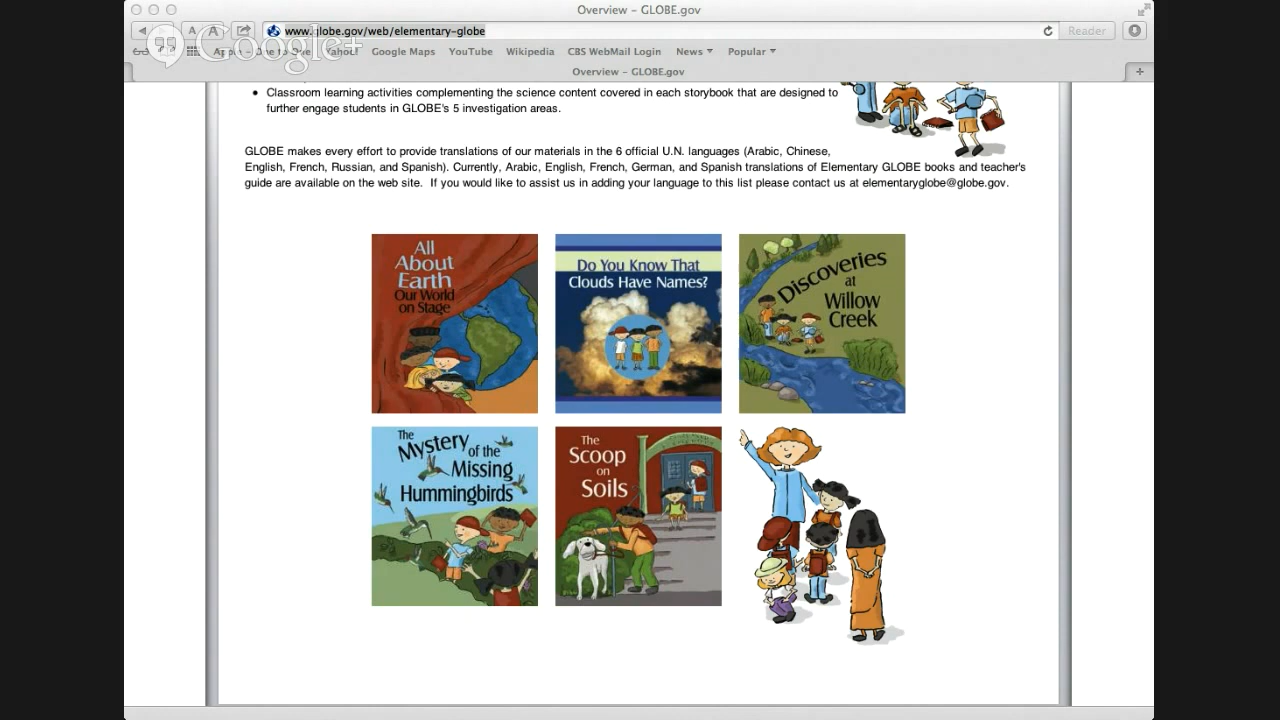 Overview – GLOBE.gov
A A www.globe.gov/web/elementary-globe Reader
Google+
Apple – One to One Yahoo! Google Maps YouTube Wikipedia CBS WebMail Login News Popular
Overview – GLOBE.gov
• Classroom learning activities complementing the science content covered in each storybook that are designed to
further engage students in GLOBE's 5 investigation areas.
GLOBE makes every effort to provide translations of our materials in the 6 official U.N. languages (Arabic, Chinese,
English, French, Russian, and Spanish). Currently, Arabic, English, French, German, and Spanish translations of Elementary GLOBE books and teacher's
guide are available on the web site. If you would like to assist us in adding your language to this list please contact us at elementaryglobe@globe.gov.
All
About
Earth
Our World
on Stage
Do You Know That
Clouds Have Names?
Discoveries
at
Willow
Creek
The
Mystery
of the
Missing
Hummingbirds
The
Scoop
on
Soils